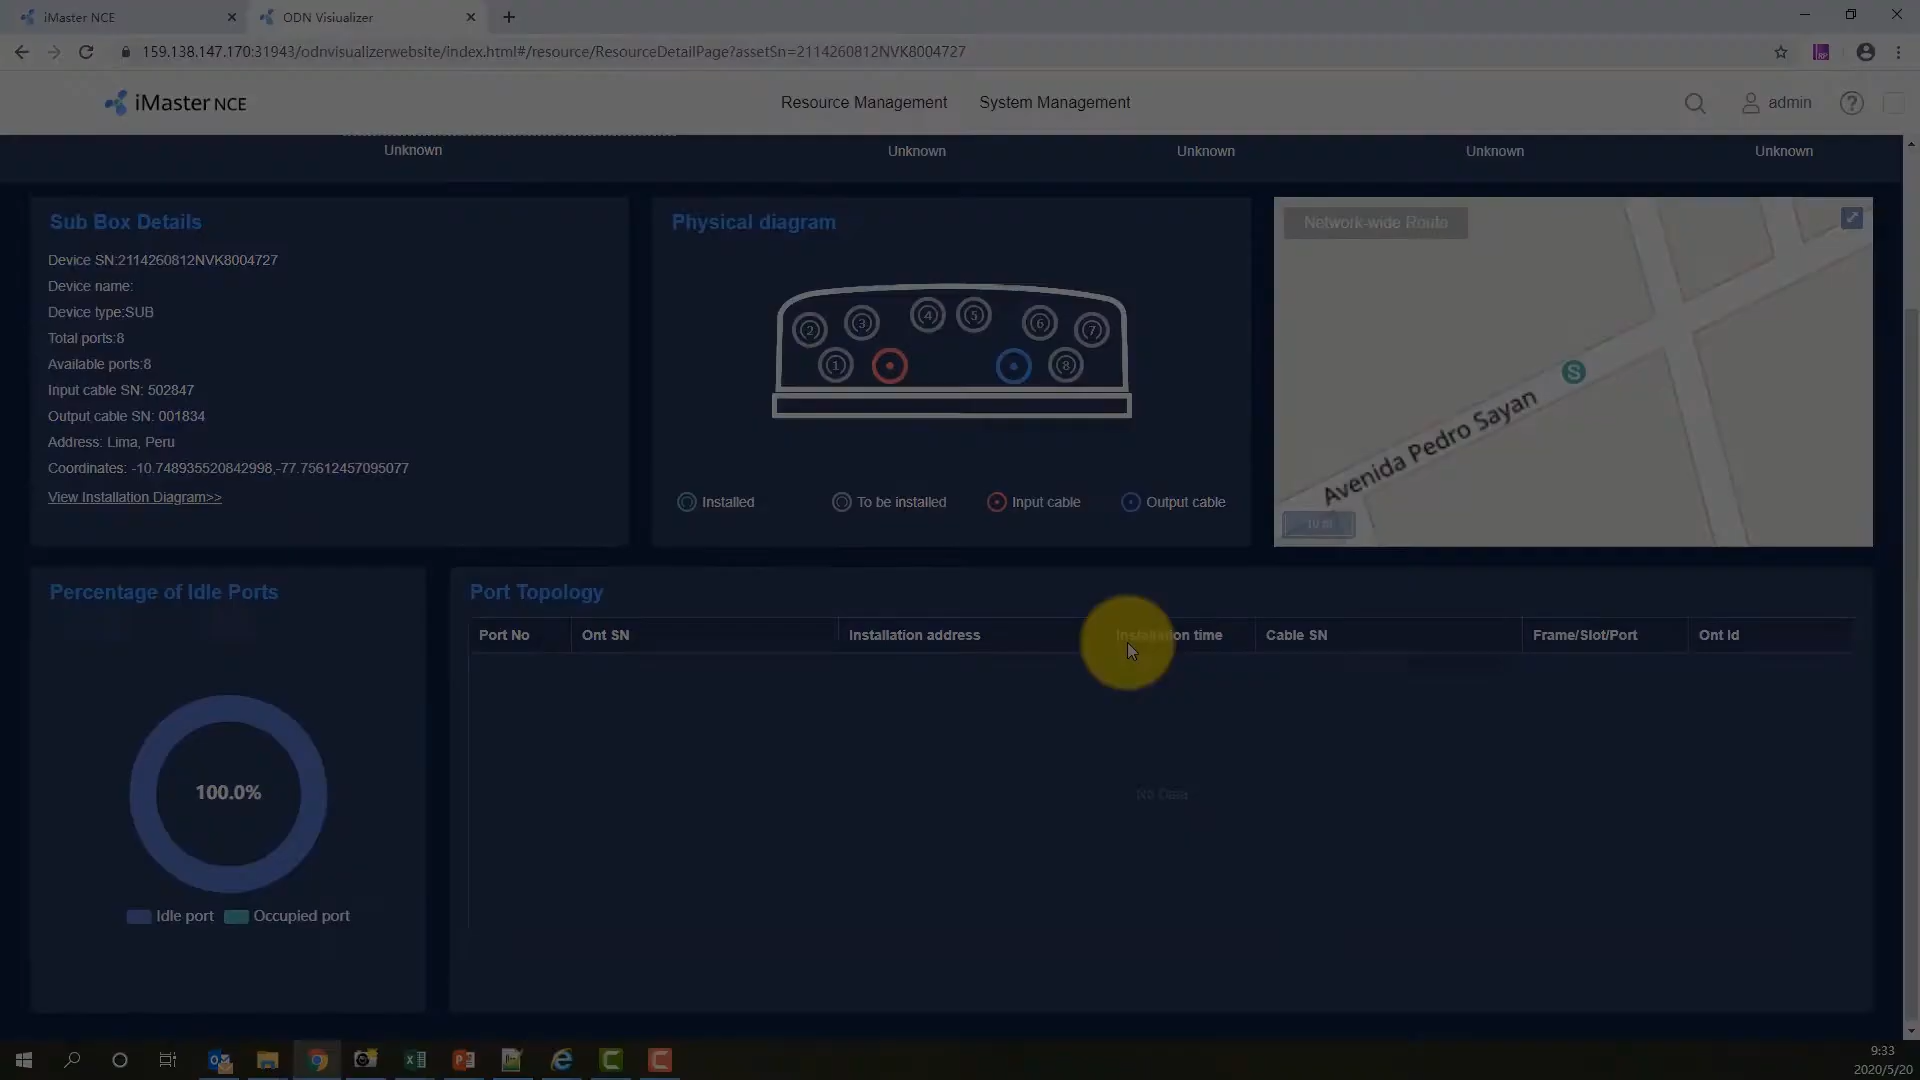 iMaster NCE
ODN Visiualizer
159.138.147.170:31943/odnvisualizerwebsite/index.html#/resource/ResourceDetailPage?assetSn=2114260812NVK8004727
iMaster NCE
Resource Management
System Management
admin
Unknown
Unknown
Unknown
Unknown
Unknown
Sub Box Details
Device SN:2114260812NVK8004727
Device name:
Device type:SUB
Total ports:8
Available ports:8
Input cable SN: 502847
Output cable SN: 001834
Address: Lima, Peru
Coordinates: -10.748935520842998,-77.75612457095077
View Installation Diagram>>
Physical diagram
2 3 4 5 6 7
1 8
Installed
To be installed
Input cable
Output cable
Network-wide Route
S
Avenida Pedro Sayan
10 m
Percentage of Idle Ports
100.0%
Idle port
Occupied port
Port Topology
Port No
Ont SN
Installation address
Installation time
Cable SN
Frame/Slot/Port
Ont Id
No Data
9:33
2020/5/20